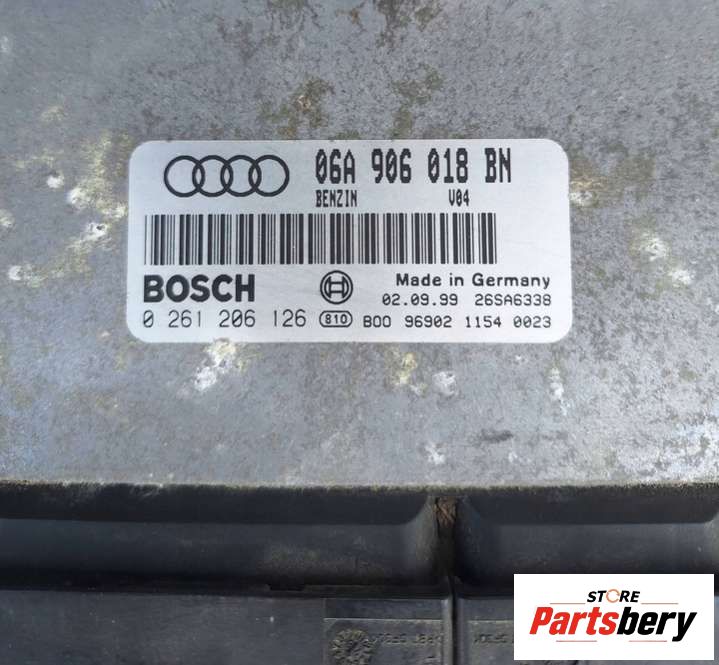 06A 906 018 BN
BENZIN V04
BOSCH
Made in Germany
02.09.99 26SA6338
0 261 206 126 810 B00 96902 1154 0023
STORE
Partsbery